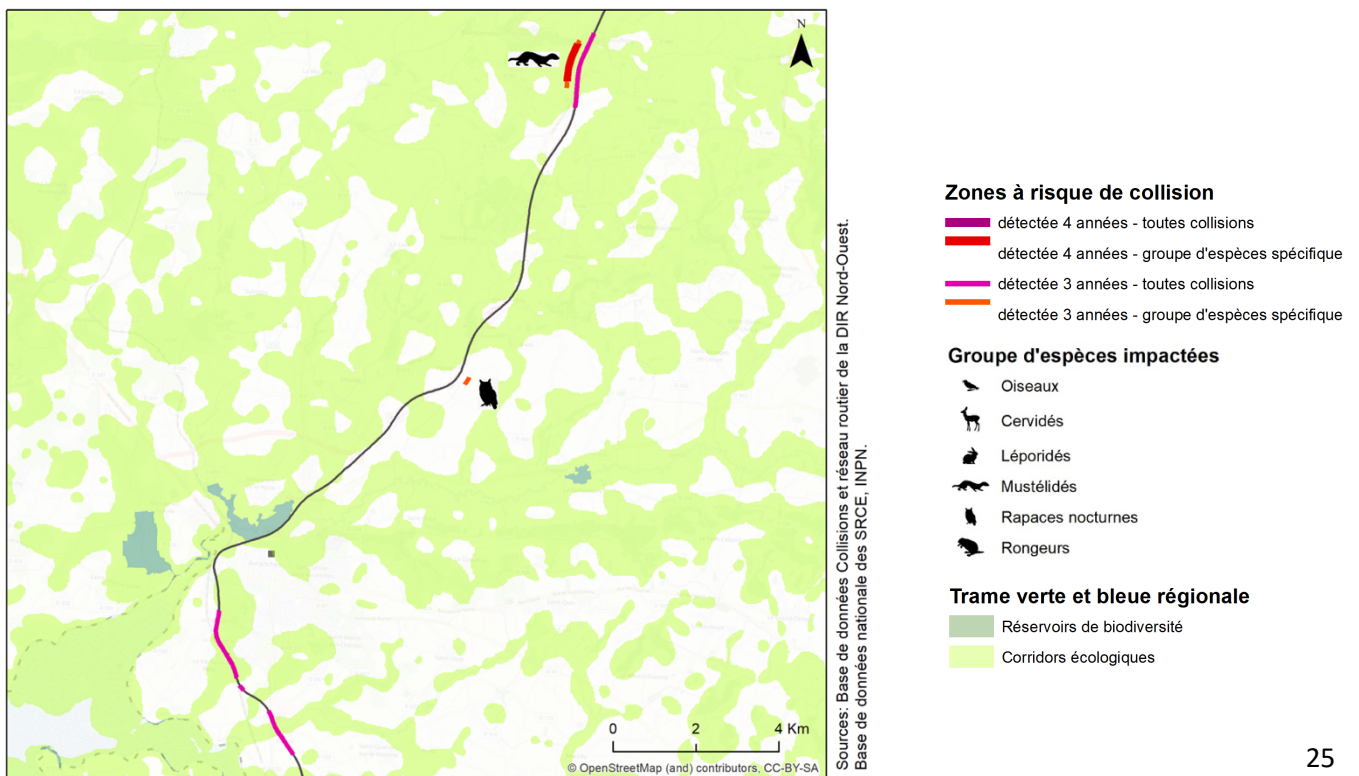 N
0 2 4 Km
© OpenStreetMap (and) contributors, CC-BY-SA
Sources: Base de données Collisions et réseau routier de la DIR Nord-Ouest.
Base de données nationale des SRCE, INPN.
Zones à risque de collision
détectée 4 années - toutes collisions
détectée 4 années - groupe d'espèces spécifique
détectée 3 années - toutes collisions
détectée 3 années - groupe d'espèces spécifique
Groupe d'espèces impactées
Oiseaux
Cervidés
Léporidés
Mustélidés
Rapaces nocturnes
Rongeurs
Trame verte et bleue régionale
Réservoirs de biodiversité
Corridors écologiques
25